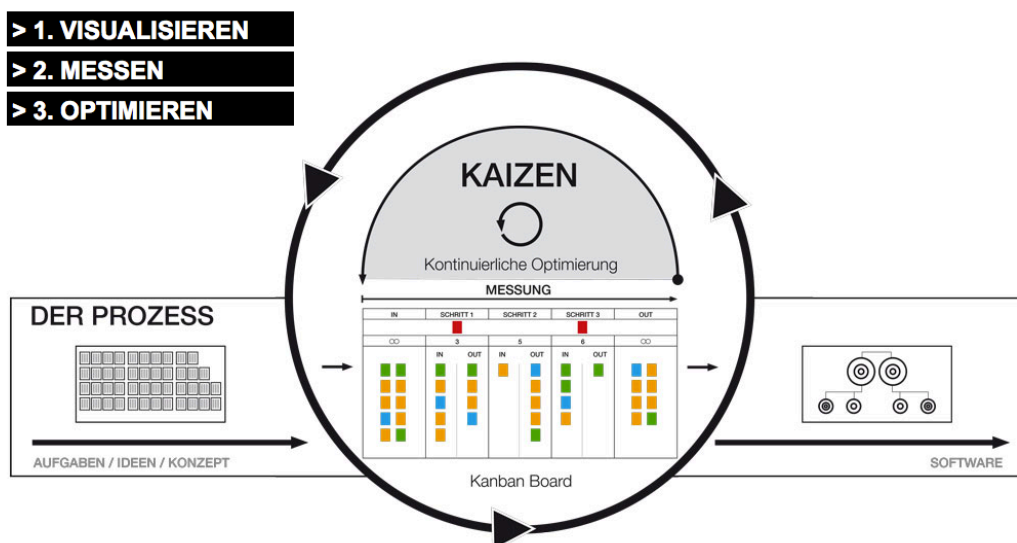 > 1. VISUALISIEREN
> 2. MESSEN
> 3. OPTIMIEREN
KAIZEN
Kontinuierliche Optimierung
MESSUNG
DER PROZESS
IN SCHRITT 1 SCHRITT 2 SCHRITT 3 OUT
∞ 3 5 6 ∞
IN OUT IN OUT IN OUT
AUFGABEN / IDEEN / KONZEPT
SOFTWARE
Kanban Board